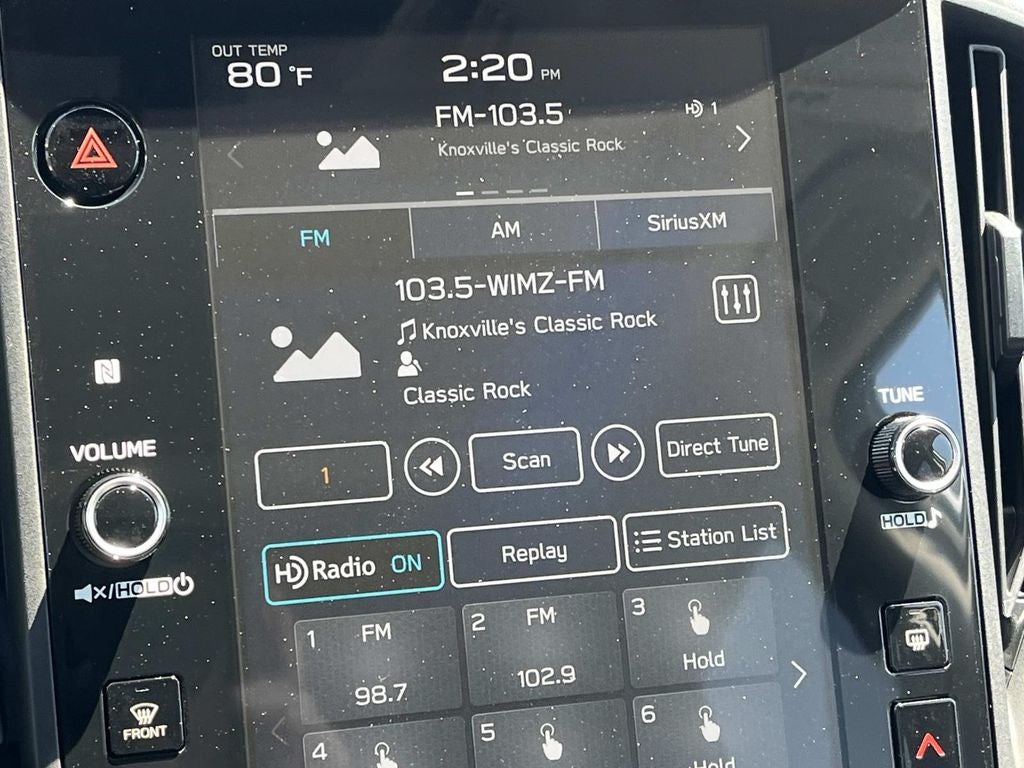 OUT TEMP
80 °F
2:20 PM
FM-103.5
HD 1
Knoxville's Classic Rock
FM
AM
SiriusXM
103.5-WIMZ-FM
Knoxville's Classic Rock
Classic Rock
VOLUME
TUNE
1
Scan
Direct Tune
HD Radio ON
Replay
Station List
HOLD
/HOLD
1 FM
98.7
2 FM
102.9
3
Hold
FRONT
4
5
6
Hold